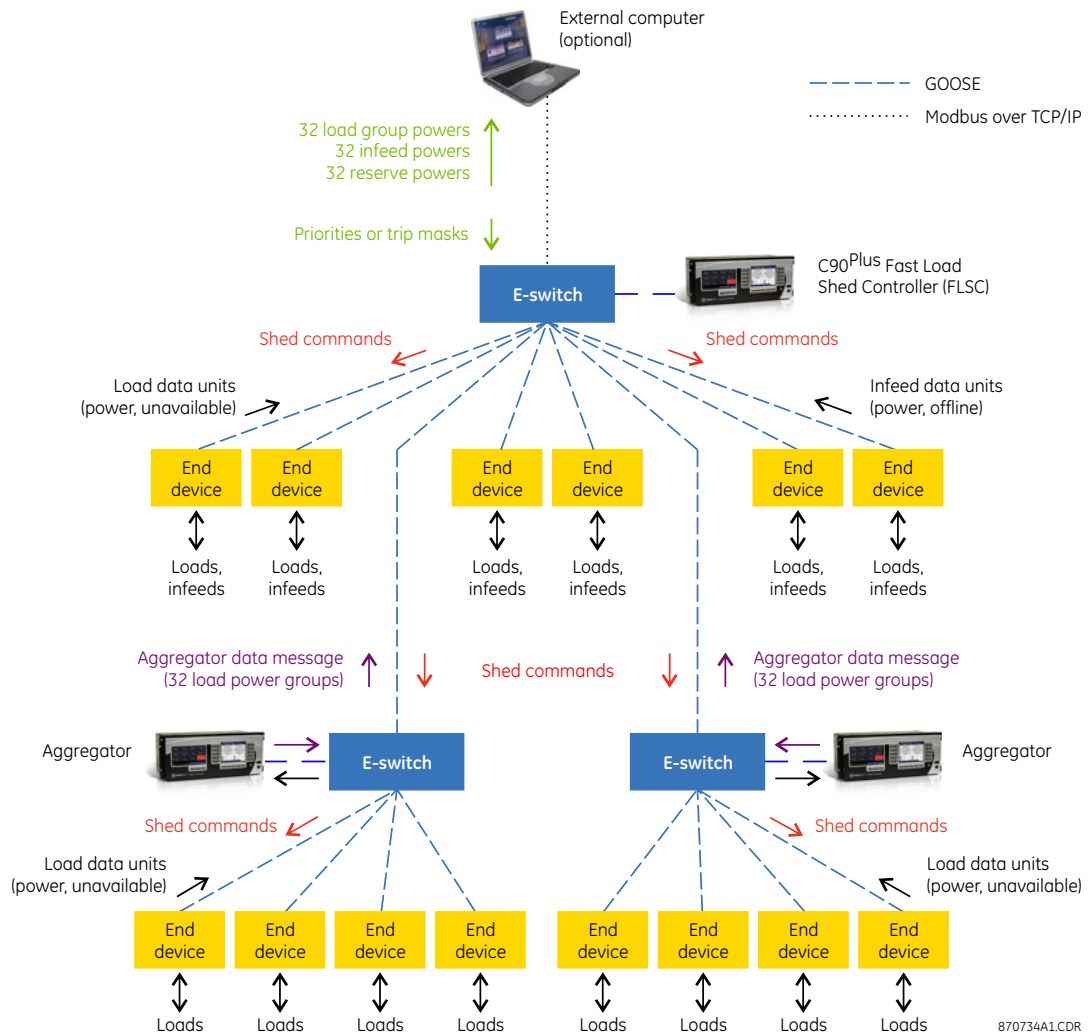 External computer
(optional)
GOOSE
Modbus over TCP/IP
32 load group powers
32 infeed powers
32 reserve powers
Priorities or trip masks
E-switch
C90Plus Fast Load
Shed Controller (FLSC)
Shed commands
Shed commands
Load data units
(power, unavailable)
Infeed data units
(power, offline)
End
device
End
device
End
device
End
device
End
device
End
device
Loads,
infeeds
Loads,
infeeds
Loads,
infeeds
Loads,
infeeds
Loads,
infeeds
Loads,
infeeds
Aggregator data message
(32 load power groups)
Shed commands
Aggregator data message
(32 load power groups)
Aggregator
E-switch
E-switch
Aggregator
Shed commands
Shed commands
Load data units
(power, unavailable)
Load data units
(power, unavailable)
End
device
End
device
End
device
End
device
End
device
End
device
End
device
End
device
Loads
Loads
Loads
Loads
Loads
Loads
Loads
Loads
870734A1.CDR